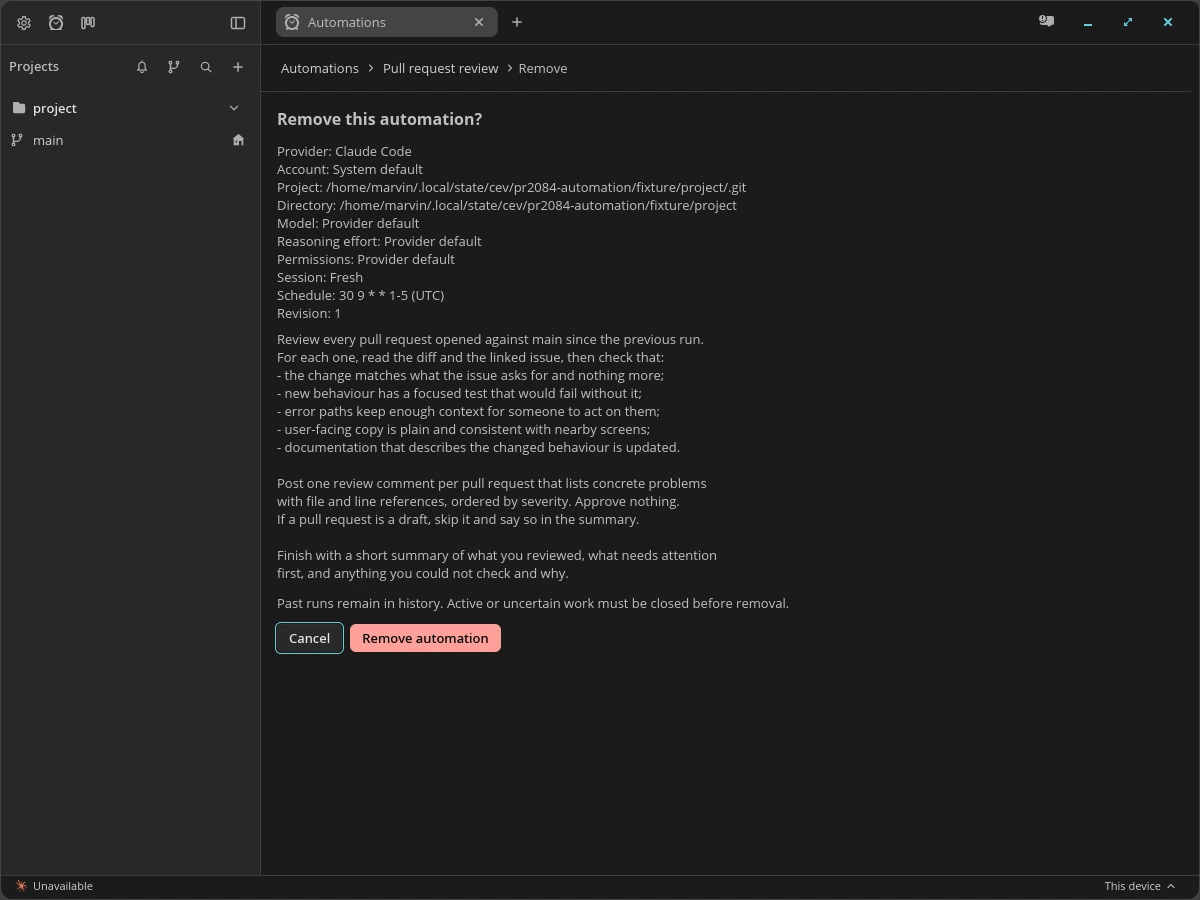 Automations
Projects
project
main
Automations > Pull request review > Remove
Remove this automation?
Provider: Claude Code
Account: System default
Project: /home/marvin/.local/state/cev/pr2084-automation/fixture/project/.git
Directory: /home/marvin/.local/state/cev/pr2084-automation/fixture/project
Model: Provider default
Reasoning effort: Provider default
Permissions: Provider default
Session: Fresh
Schedule: 30 9 * * 1-5 (UTC)
Revision: 1
Review every pull request opened against main since the previous run.
For each one, read the diff and the linked issue, then check that:
- the change matches what the issue asks for and nothing more;
- new behaviour has a focused test that would fail without it;
- error paths keep enough context for someone to act on them;
- user-facing copy is plain and consistent with nearby screens;
- documentation that describes the changed behaviour is updated.
Post one review comment per pull request that lists concrete problems
with file and line references, ordered by severity. Approve nothing.
If a pull request is a draft, skip it and say so in the summary.
Finish with a short summary of what you reviewed, what needs attention
first, and anything you could not check and why.
Past runs remain in history. Active or uncertain work must be closed before removal.
Cancel
Remove automation
Unavailable
This device